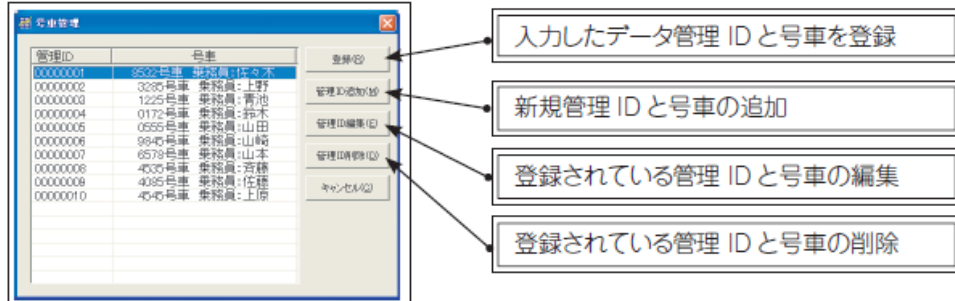 号車管理
管理ID 号車
00000001 8532号車 乗務員:佐々木
00000002 3285号車 乗務員:上野
00000003 1225号車 乗務員:青池
00000004 0172号車 乗務員:鈴木
00000005 0555号車 乗務員:山田
00000006 9845号車 乗務員:山崎
00000007 6578号車 乗務員:山本
00000008 4535号車 乗務員:斉藤
00000009 4085号車 乗務員:佐藤
00000010 4545号車 乗務員:上原
管理ID追加(M)
管理ID編集(E)
管理ID削除(D)
キャンセル(C)
入力したデータ管理 ID と号車を登録
新規管理 ID と号車の追加
登録されている管理 ID と号車の編集
登録されている管理 ID と号車の削除